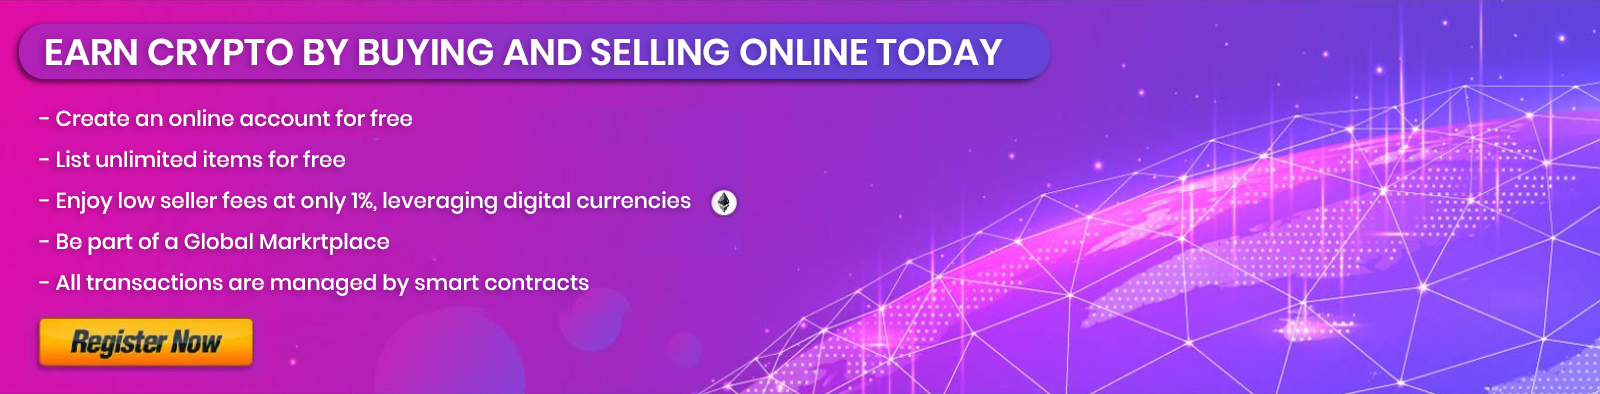 EARN CRYPTO BY BUYING AND SELLING ONLINE TODAY
- Create an online account for free
- List unlimited items for free
- Enjoy low seller fees at only 1%, leveraging digital currencies
- Be part of a Global Markrtplace
- All transactions are managed by smart contracts
Register Now